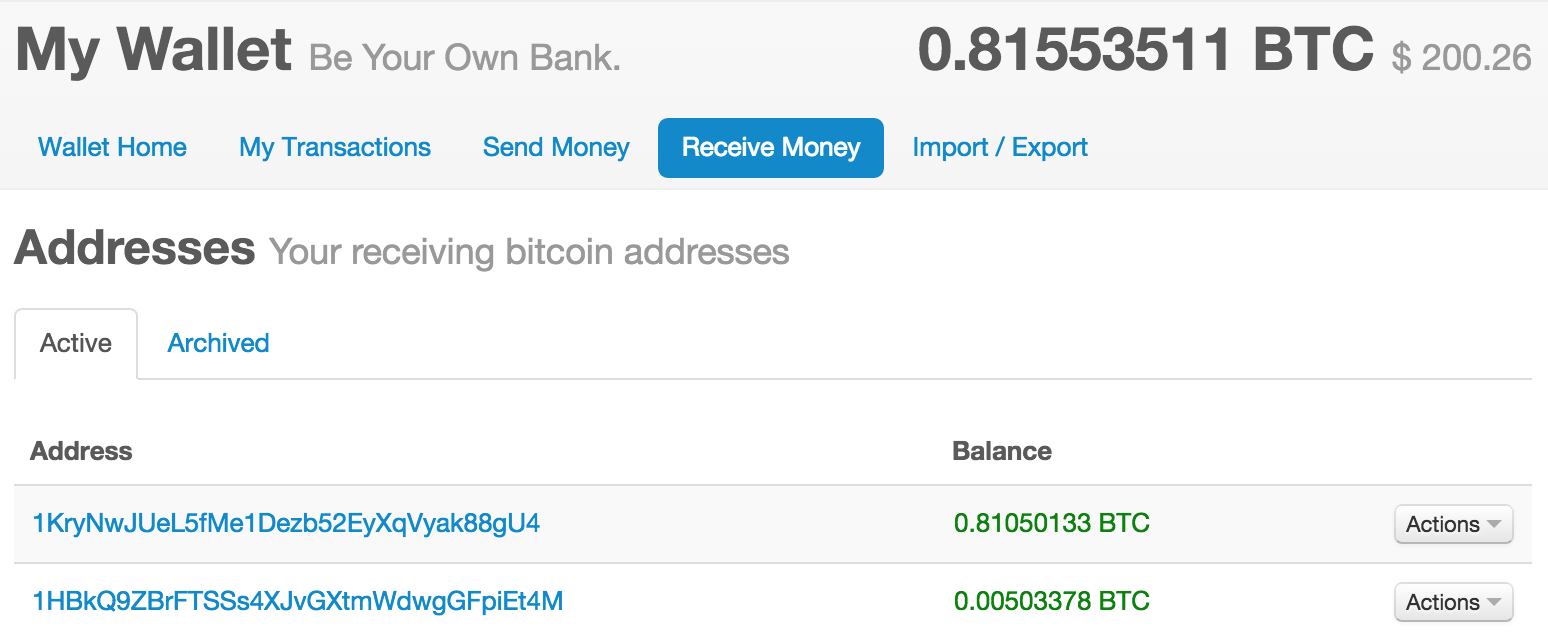 My Wallet Be Your Own Bank. 0.81553511 BTC $ 200.26
Wallet Home My Transactions Send Money Receive Money Import / Export
Addresses Your receiving bitcoin addresses
Active Archived
Address Balance
1KryNwJUeL5fMe1Dezb52EyXqVyak88gU4 0.81050133 BTC Actions
1HBkQ9ZBrFTSSs4XJvGXtmWdwgGFpiEt4M 0.00503378 BTC Actions